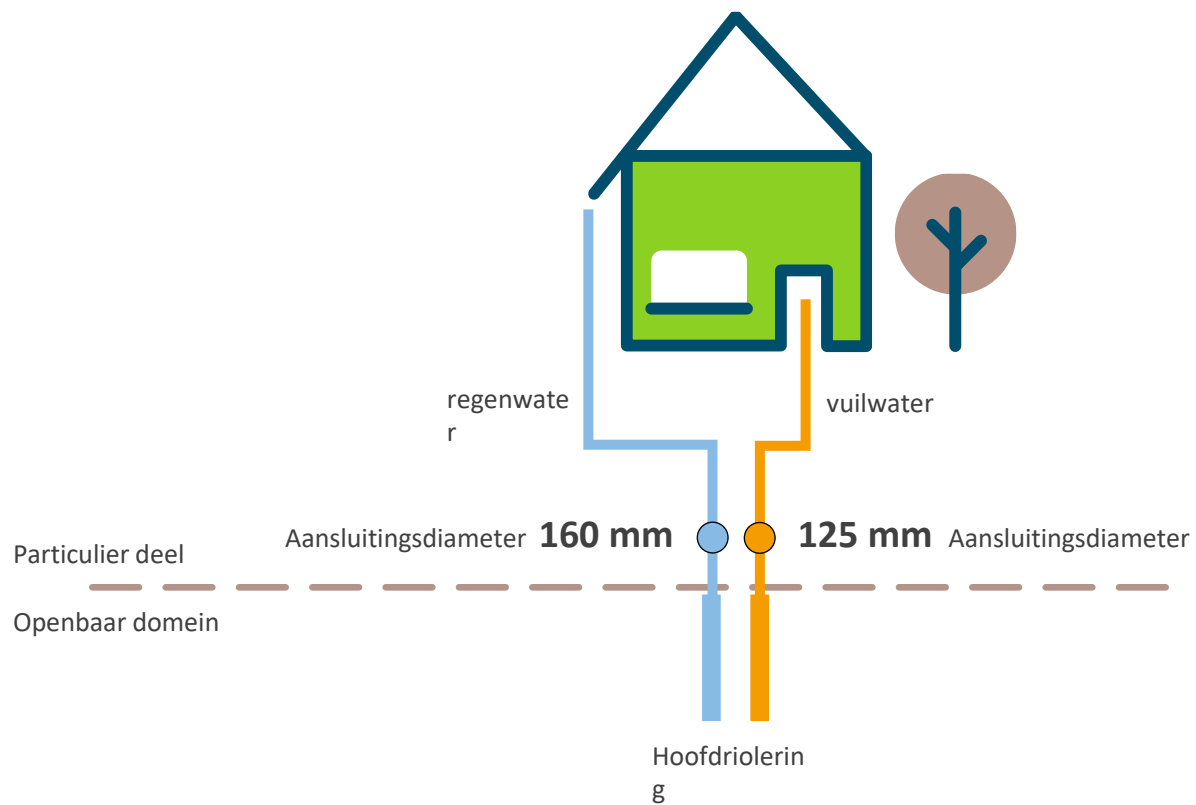 regenwate
r
vuilwater
Aansluitingsdiameter 160 mm
125 mm Aansluitingsdiameter
Particulier deel
Openbaar domein
Hoofdriolerin
g